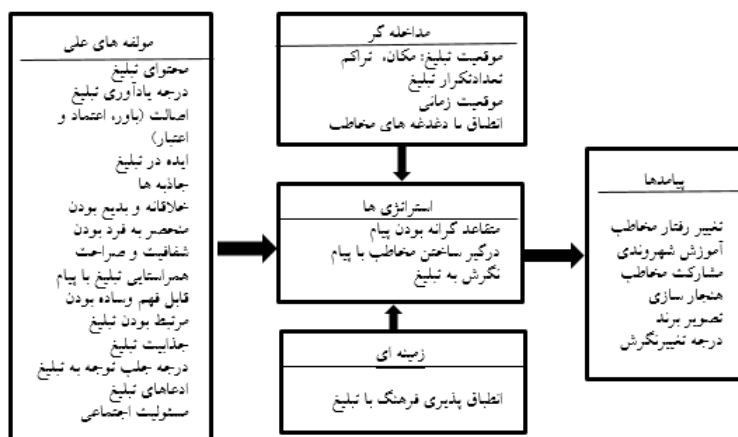 مولفه های علی
محتوای تبلیغ
درجه یادآوری تبلیغ
اصالت (باور، اعتماد و
اعتبار)
ایده در تبلیغ
جاذبه ها
خلاقانه و بدیع بودن
منحصر به فرد بودن
شفافیت و صراحت
همراستایی تبلیغ با پیام
قابل فهم وساده بودن
مرتبط بودن تبلیغ
جذابیت تبلیغ
درجه جلب توجه به تبلیغ
ادعاهای تبلیغ
مسئولیت اجتماعی
مداخله گر
موقعیت تبلیغ: مکان، تراکم
تعدادتکرار تبلیغ
موقعیت زمانی
انطباق با دغدغه های مخاطب
استراتژی ها
متقاعد گرانه بودن پیام
درگیر ساختن مخاطب با پیام
نگرش به تبلیغ
زمینه ای
انطباق پذیری فرهنگ با تبلیغ
پیامدها
تغییر رفتار مخاطب
آموزش شهروندی
مشارکت مخاطب
هنجار سازی
تصویر برند
درجه تغییرنگرش